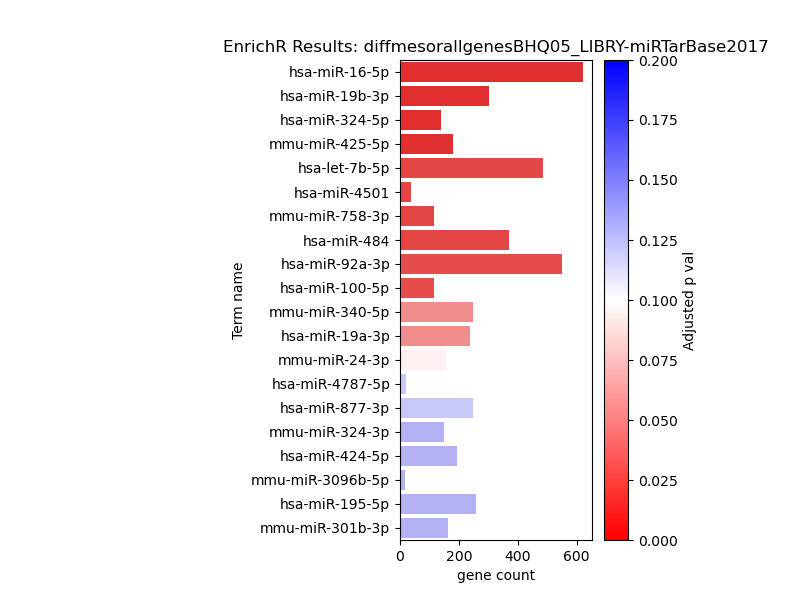 EnrichR Results: diffmesorallgenesBHQ05_LIBRY-miRTarBase2017
hsa-miR-16-5p
hsa-miR-19b-3p
hsa-miR-324-5p
mmu-miR-425-5p
hsa-let-7b-5p
hsa-miR-4501
mmu-miR-758-3p
hsa-miR-484
hsa-miR-92a-3p
hsa-miR-100-5p
mmu-miR-340-5p
hsa-miR-19a-3p
mmu-miR-24-3p
hsa-miR-4787-5p
hsa-miR-877-3p
mmu-miR-324-3p
hsa-miR-424-5p
mmu-miR-3096b-5p
hsa-miR-195-5p
mmu-miR-301b-3p
Term name
0 200 400 600
gene count
0.200
0.175
0.150
0.125
0.100
0.075
0.050
0.025
0.000
Adjusted p val